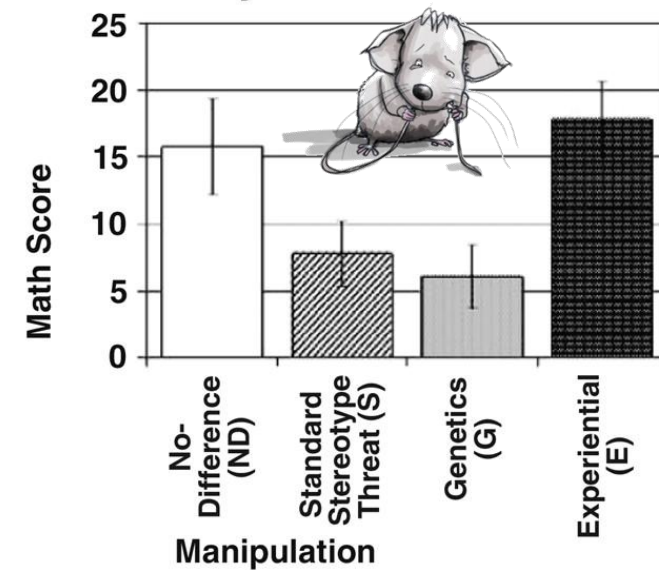 25
20
15
10
5
0
Math Score
No-
Difference
(ND)
Standard
Stereotype
Threat (S)
Genetics
(G)
Experiential
(E)
Manipulation